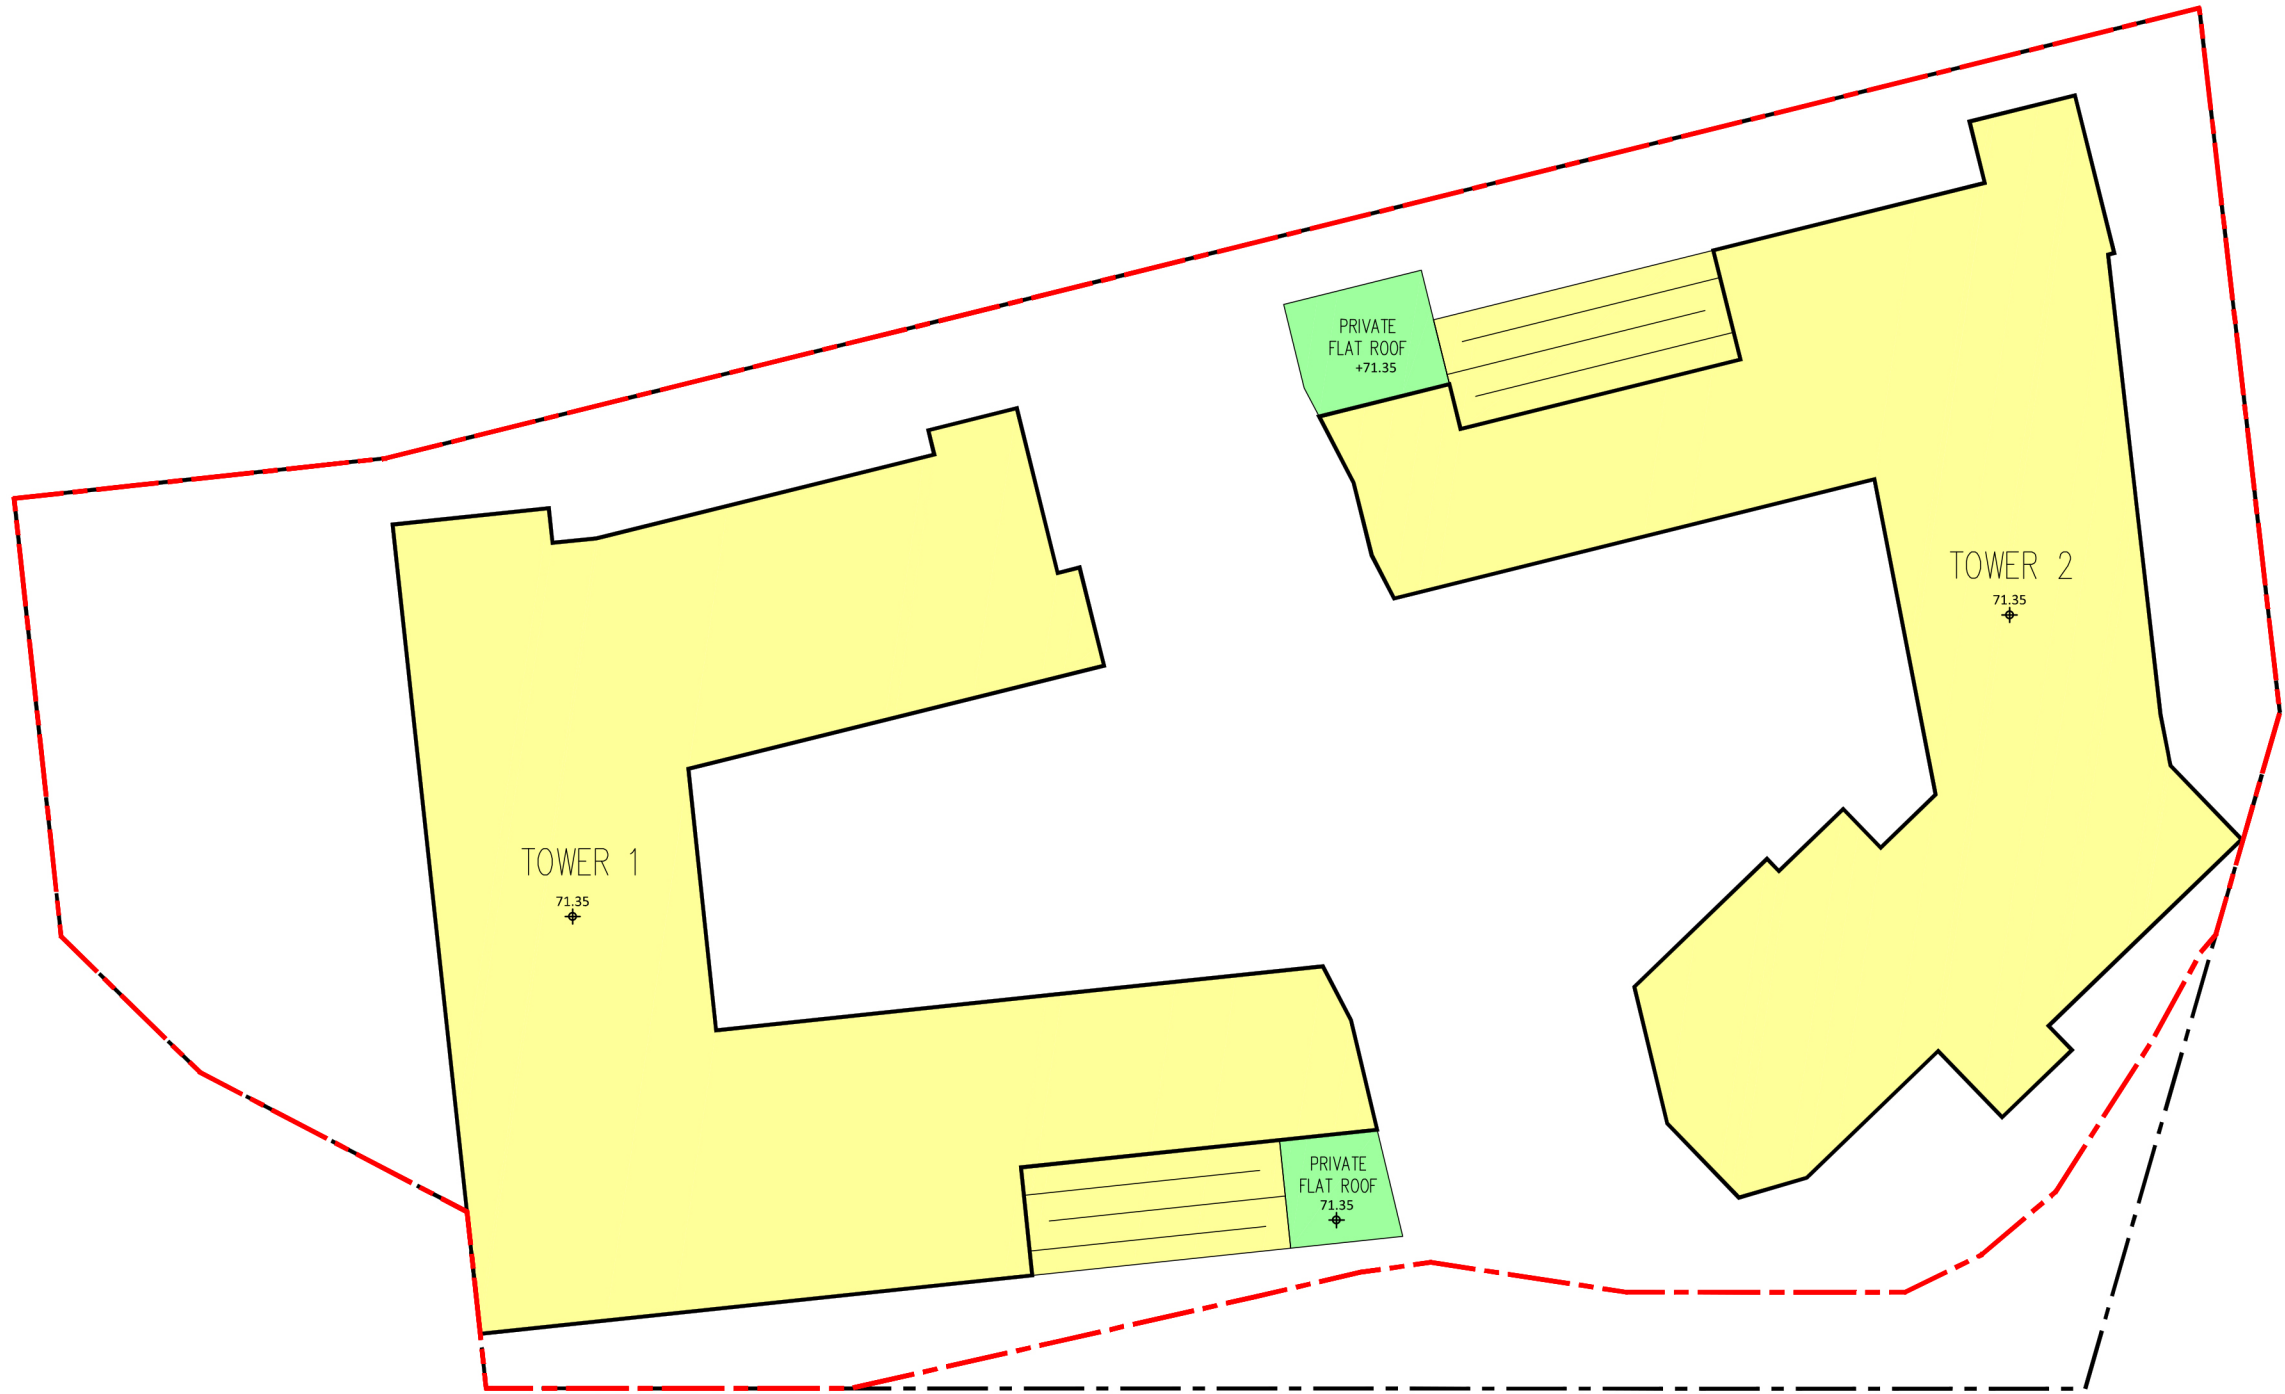 PRIVATE
FLAT ROOF
+71.35
TOWER 2
71.35
TOWER 1
71.35
PRIVATE
FLAT ROOF
71.35